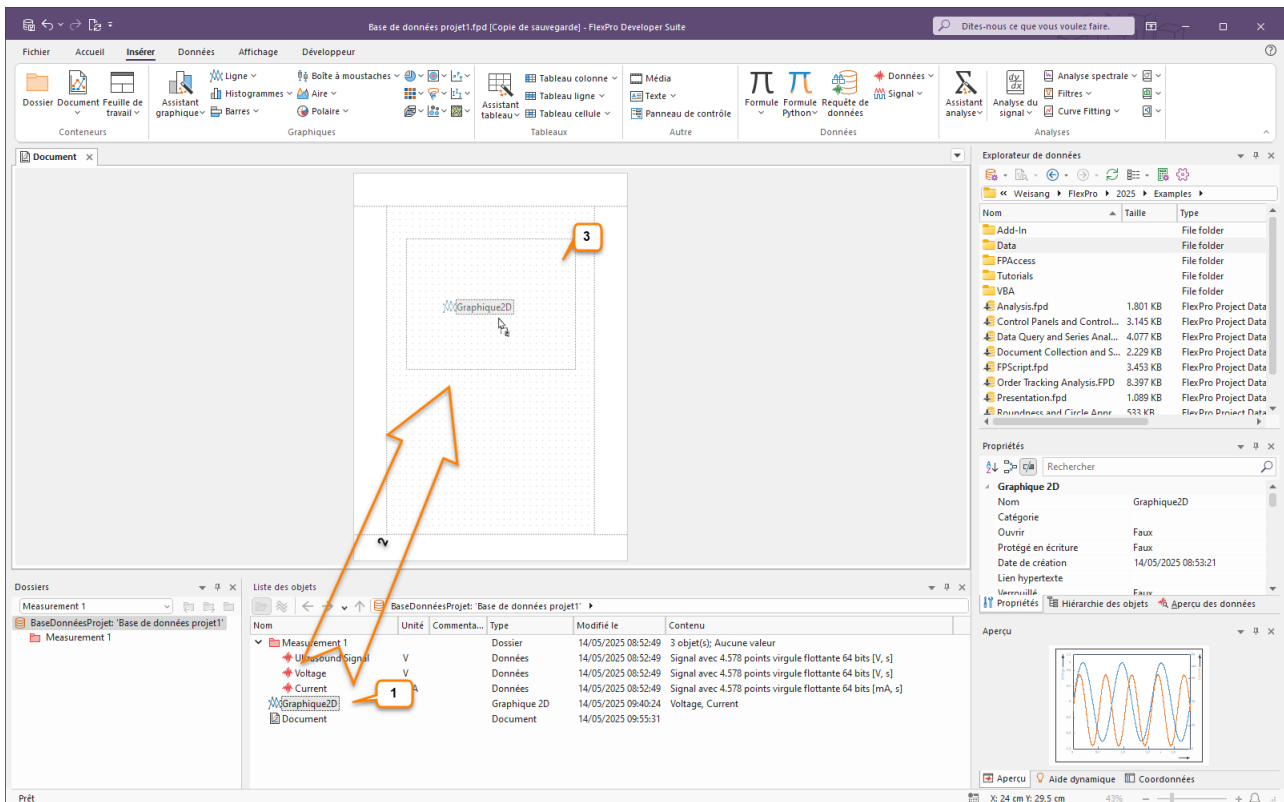 Base de données projet1.fpd [Copie de sauvegarde] - FlexPro Developer Suite
Dites-nous ce que vous voulez faire.
Fichier Accueil Insérer Données Affichage Développeur
Dossier Document Feuille de travail
Conteneurs
Assistant graphique
Ligne
Histogrammes
Barres
Boîte à moustaches
Aire
Polaire
Graphiques
Assistant tableau
Tableau colonne
Tableau ligne
Tableau cellule
Tableaux
Média
Texte
Panneau de contrôle
Autre
Formule Formule Python Requête de données
Données
Signal
Données
Assistant analyse
Analyse du signal
Analyse spectrale
Filtres
Curve Fitting
Analyses
Document
3
Graphique2D
2
1
Explorateur de données
« Weisang FlexPro 2025 Examples
Nom Taille Type
Add-In File folder
Data File folder
FPAccess File folder
Tutorials File folder
VBA File folder
Analysis.fpd 1.801 KB FlexPro Project Data
Control Panels and Control... 3.145 KB FlexPro Project Data
Data Query and Series Anal... 4.077 KB FlexPro Project Data
Document Collection and S... 2.229 KB FlexPro Project Data
FPScript.fpd 3.453 KB FlexPro Project Data
Order Tracking Analysis.FPD 8.397 KB FlexPro Project Data
Presentation.fpd 1.089 KB FlexPro Project Data
Roundness and Circle Appr 533 KB FlexPro Project Data
Propriétés
Rechercher
Graphique 2D
Nom Graphique2D
Catégorie
Ouvrir Faux
Protégé en écriture Faux
Date de création 14/05/2025 08:53:21
Lien hypertexte
Verrouillé Faux
Propriétés Hiérarchie des objets Aperçu des données
Aperçu
Aperçu Aide dynamique Coordonnées
Dossiers
Measurement 1
BaseDonnéesProjet: 'Base de données projet1'
Measurement 1
Liste des objets
BaseDonnéesProjet: 'Base de données projet1'
Nom Unité Commenta... Type Modifié le Contenu
Measurement 1 Dossier 14/05/2025 08:52:49 3 objet(s); Aucune valeur
Ultrasound Signal V Données 14/05/2025 08:52:49 Signal avec 4.578 points virgule flottante 64 bits [V, s]
Voltage V Données 14/05/2025 08:52:49 Signal avec 4.578 points virgule flottante 64 bits [V, s]
Current A Données 14/05/2025 08:52:49 Signal avec 4.578 points virgule flottante 64 bits [mA, s]
Graphique2D Graphique 2D 14/05/2025 09:40:24 Voltage, Current
Document Document 14/05/2025 09:55:31
Prêt
X: 24 cm Y: 29,5 cm 43%